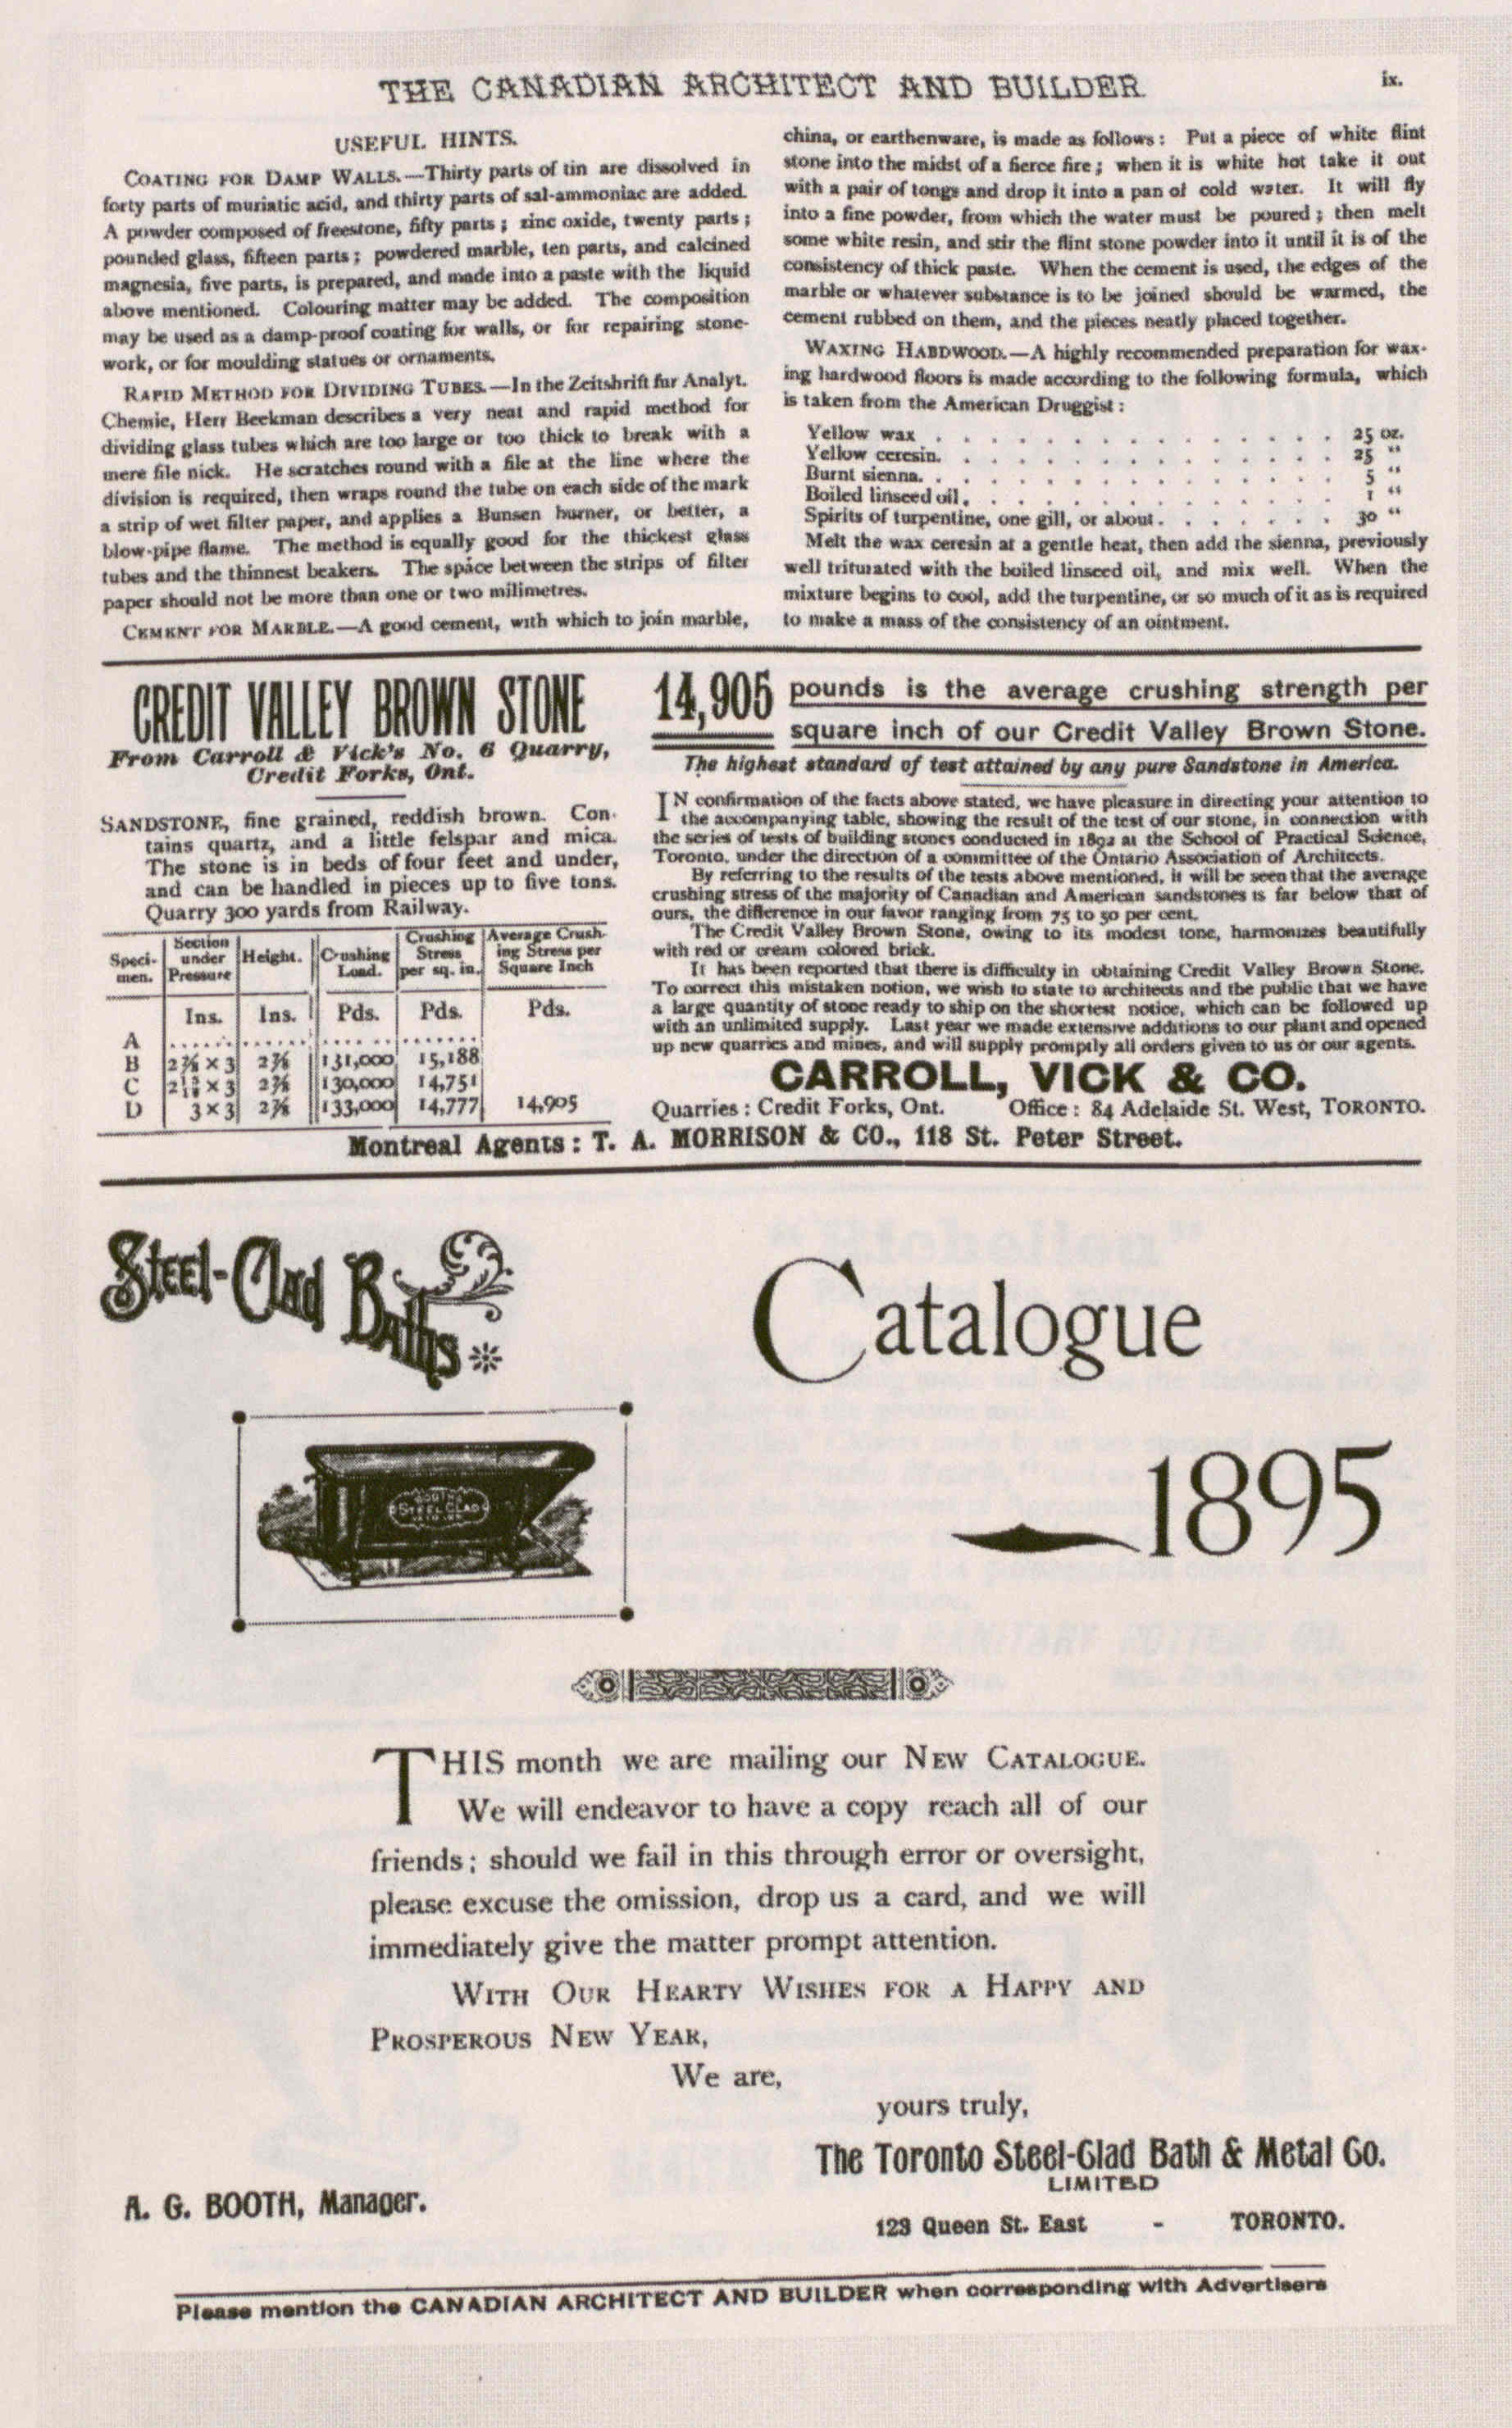 THE CANADIAN ARCHITECT AND BUILDER
ix.
USEFUL HINTS.
COATING FOR DAMP WALLS.—Thirty parts of tin are dissolved in
forty parts of muriatic acid, and thirty parts of sal-ammoniac are added.
A powder composed of freestone, fifty parts; zinc oxide, twenty parts;
pounded glass, fifteen parts; powdered marble, ten parts, and calcined
magnesia, five parts, is prepared, and made into a paste with the liquid
above mentioned. Colouring matter may be added. The composition
may be used as a damp-proof coating for walls, or for repairing stone-
work, or for moulding statues or ornaments.
RAPID METHOD FOR DIVIDING TUBES.—In the Zeitshrift fur Analyt.
Chemie, Herr Beekman describes a very neat and rapid method for
dividing glass tubes which are too large or too thick to break with a
mere file nick. He scratches round with a file at the line where the
division is required, then wraps round the tube on each side of the mark
a strip of wet filter paper, and applies a Bunsen burner, or better, a
blow-pipe flame. The method is equally good for the thickest glass
tubes and the thinnest beakers. The space between the strips of filter
paper should not be more than one or two milimetres.
CEMENT FOR MARBLE.—A good cement, with which to join marble,
china, or earthenware, is made as follows: Put a piece of white flint
stone into the midst of a fierce fire; when it is white hot take it out
with a pair of tongs and drop it into a pan of cold water. It will fly
into a fine powder, from which the water must be poured; then melt
some white resin, and stir the flint stone powder into it until it is of the
consistency of thick paste. When the cement is used, the edges of the
marble or whatever substance is to be joined should be warmed, the
cement rubbed on them, and the pieces neatly placed together.
WAXING HARDWOOD.—A highly recommended preparation for wax-
ing hardwood floors is made according to the following formula, which
is taken from the American Druggist:
Yellow wax . . . . . . . . . . . . . . . . 25 oz.
Yellow ceresin. . . . . . . . . . . . . . . 25 "
Burnt sienna. . . . . . . . . . . . . . . . 5 "
Boiled linseed oil. . . . . . . . . . . . . 1 "
Spirits of turpentine, one gill, or about. . . . . . . . 30 "
Melt the wax ceresin at a gentle heat, then add the sienna, previously
well triturated with the boiled linseed oil, and mix well. When the
mixture begins to cool, add the turpentine, or so much of it as is required
to make a mass of the consistency of an ointment.
CREDIT VALLEY BROWN STONE
From Carroll & Vick's No. 6 Quarry,
Credit Forks, Ont.
SANDSTONE, fine grained, reddish brown. Con-
tains quartz, and a little felspar and mica.
The stone is in beds of four feet and under,
and can be handled in pieces up to five tons.
Quarry 300 yards from Railway.
Speci-men. Section under Pressure Height. Crushing Load. Crushing Stress per sq. in. Average Crush-ing Stress per Square Inch
Ins. Ins. Pds. Pds. Pds.
A
B 2⅞ × 3 2⅞ 131,000 15,188
C × 3 2⅞ 130,000 14,751
D 3 × 3 2⅞ 133,000 14,777 14,905
14,905 pounds is the average crushing strength per
square inch of our Credit Valley Brown Stone.
The highest standard of test attained by any pure Sandstone in America.
IN confirmation of the facts above stated, we have pleasure in directing your attention to
the accompanying table, showing the result of the test of our stone, in connection with
the series of tests of building stones conducted in 1892 at the School of Practical Science,
Toronto, under the direction of a committee of the Ontario Association of Architects.
By referring to the results of the tests above mentioned, it will be seen that the average
crushing stress of the majority of Canadian and American sandstones is far below that of
ours, the difference in our favor ranging from 75 to 50 per cent.
The Credit Valley Brown Stone, owing to its modest tone, harmonizes beautifully
with red or cream colored brick.
It has been reported that there is difficulty in obtaining Credit Valley Brown Stone.
To correct this mistaken notion, we wish to state to architects and the public that we have
a large quantity of stone ready to ship on the shortest notice, which can be followed up
with an unlimited supply. Last year we made extensive additions to our plant and opened
up new quarries and mines, and will supply promptly all orders given to us or our agents.
CARROLL, VICK & CO.
Quarries: Credit Forks, Ont. Office: 84 Adelaide St. West, TORONTO.
Montreal Agents: T. A. MORRISON & CO., 118 St. Peter Street.
Steel-Clad Baths
Catalogue
1895
STEEL CLAD
THIS month we are mailing our NEW CATALOGUE.
We will endeavor to have a copy reach all of our
friends; should we fail in this through error or oversight,
please excuse the omission, drop us a card, and we will
immediately give the matter prompt attention.
WITH OUR HEARTY WISHES FOR A HAPPY AND
PROSPEROUS NEW YEAR,
We are,
yours truly,
The Toronto Steel-Clad Bath & Metal Co.
LIMITED
A. G. BOOTH, Manager.
123 Queen St. East - TORONTO.
Please mention the CANADIAN ARCHITECT AND BUILDER when corresponding with Advertisers